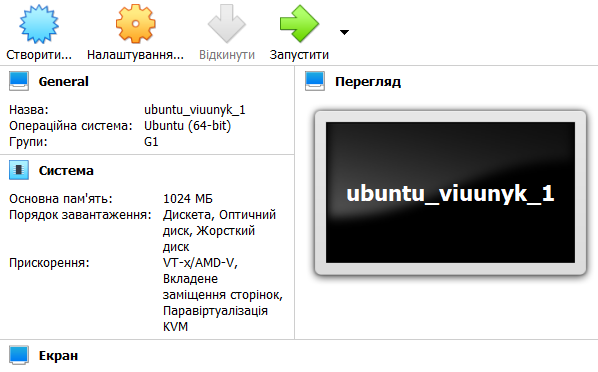 Створити... Налаштування... Відкинути Запустити
General
Назва: ubuntu_viuunyk_1
Операційна система: Ubuntu (64-bit)
Групи: G1
Система
Основна пам'ять: 1024 МБ
Порядок завантаження: Дискета, Оптичний
диск, Жорсткий
диск
Прискорення: VT-x/AMD-V,
Вкладене
заміщення сторінок,
Паравіртуалізація
KVM
Екран
Перегляд
ubuntu_viuunyk_1